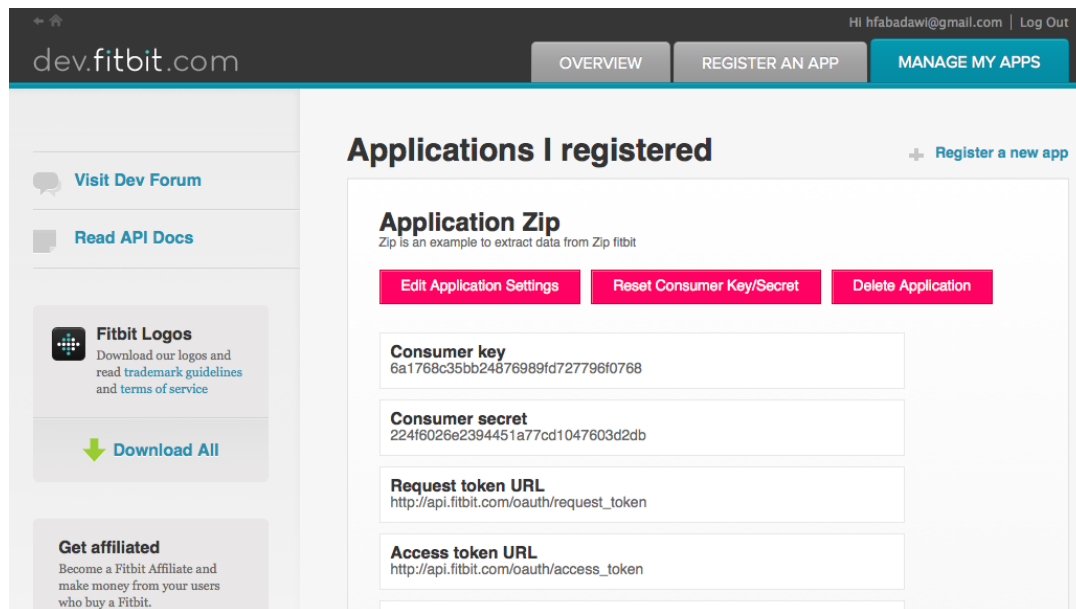 Hi hfabadawi@gmail.com | Log Out
dev.fitbit.com
OVERVIEW
REGISTER AN APP
MANAGE MY APPS
Visit Dev Forum
Read API Docs
Fitbit Logos
Download our logos and
read trademark guidelines
and terms of service
Download All
Get affiliated
Become a Fitbit Affiliate and
make money from your users
who buy a Fitbit.
Applications I registered
Register a new app
Application Zip
Zip is an example to extract data from Zip fitbit
Edit Application Settings
Reset Consumer Key/Secret
Delete Application
Consumer key
6a1768c35bb24876989fd727796f0768
Consumer secret
224f6026e2394451a77cd1047603d2db
Request token URL
http://api.fitbit.com/oauth/request_token
Access token URL
http://api.fitbit.com/oauth/access_token